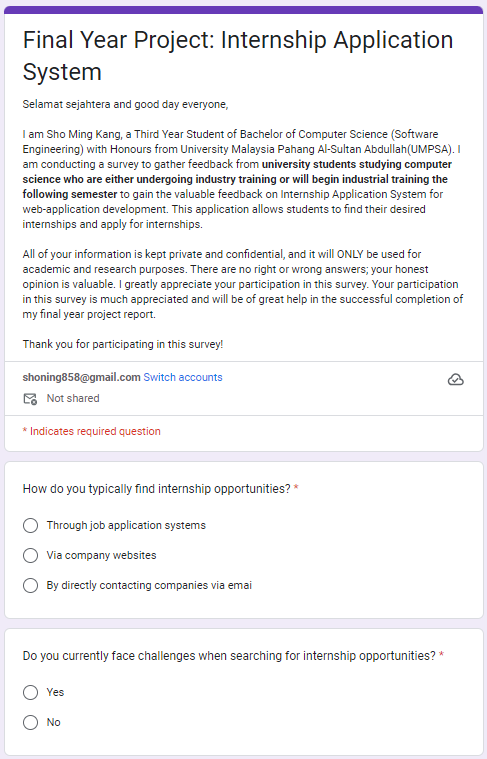 Final Year Project: Internship Application
System
Selamat sejahtera and good day everyone,
I am Sho Ming Kang, a Third Year Student of Bachelor of Computer Science (Software
Engineering) with Honours from University Malaysia Pahang Al-Sultan Abdullah(UMPSA). I
am conducting a survey to gather feedback from university students studying computer
science who are either undergoing industry training or will begin industrial training the
following semester to gain the valuable feedback on Internship Application System for
web-application development. This application allows students to find their desired
internships and apply for internships.
All of your information is kept private and confidential, and it will ONLY be used for
academic and research purposes. There are no right or wrong answers; your honest
opinion is valuable. I greatly appreciate your participation in this survey. Your participation
in this survey is much appreciated and will be of great help in the successful completion of
my final year project report.
Thank you for participating in this survey!
shoning858@gmail.com Switch accounts
Not shared
* Indicates required question
How do you typically find internship opportunities? *
Through job application systems
Via company websites
By directly contacting companies via emai
Do you currently face challenges when searching for internship opportunities? *
Yes
No